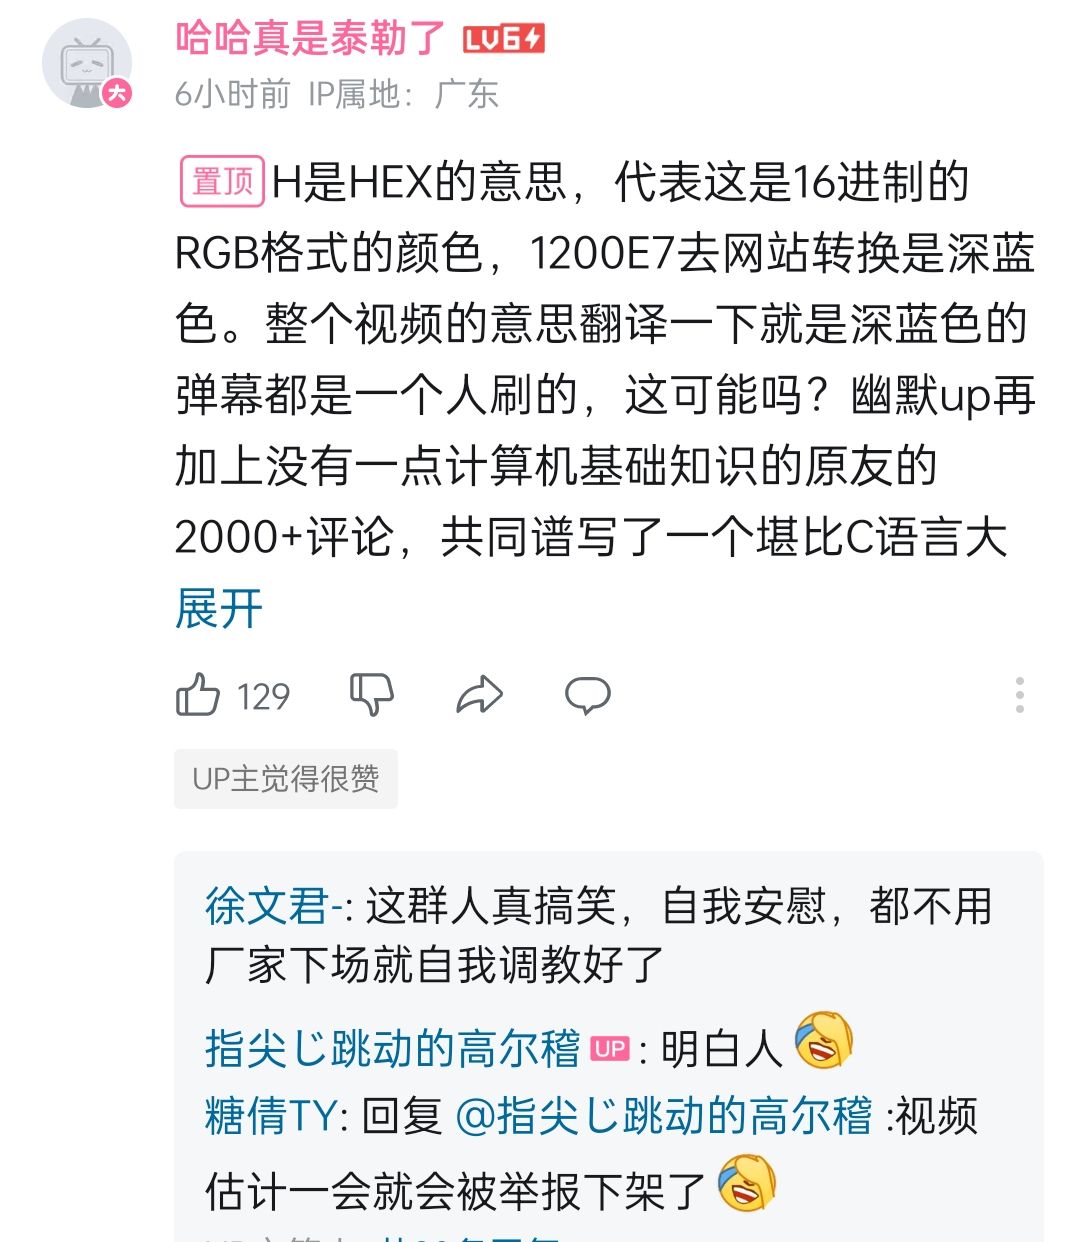 哈哈真是泰勒了 LV6
大
6小时前 IP属地：广东
置顶 H是HEX的意思，代表这是16进制的
RGB格式的颜色，1200E7去网站转换是深蓝
色。整个视频的意思翻译一下就是深蓝色的
弹幕都是一个人刷的，这可能吗？幽默up再
加上没有一点计算机基础知识的原友的
2000+评论，共同谱写了一个堪比C语言大
展开
129
UP主觉得很赞
徐文君-: 这群人真搞笑，自我安慰，都不用
厂家下场就自我调教好了
指尖じ跳动的高尔稽 UP : 明白人
糖倩TY: 回复 @指尖じ跳动的高尔稽 :视频
估计一会就会被举报下架了